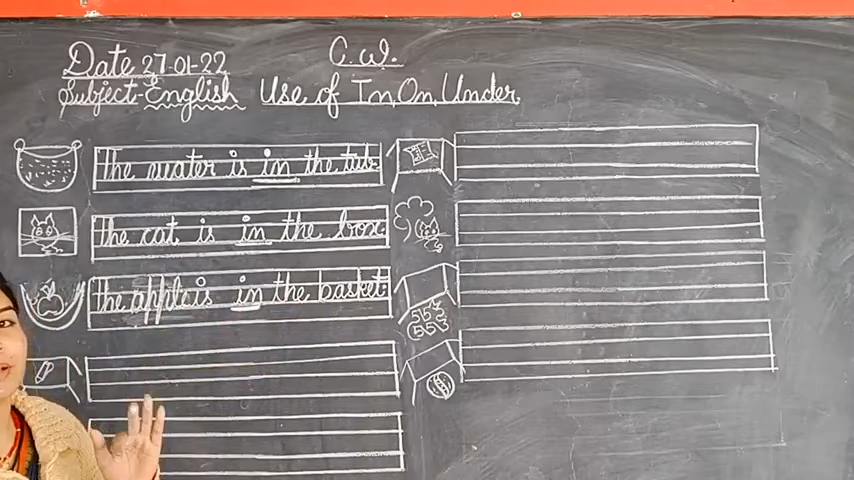 Date 27-01-22
C.W.
Subject-English
Use of In, On, Under
the water is in the tub.
the cat is in the box.
the apple is in the basket.